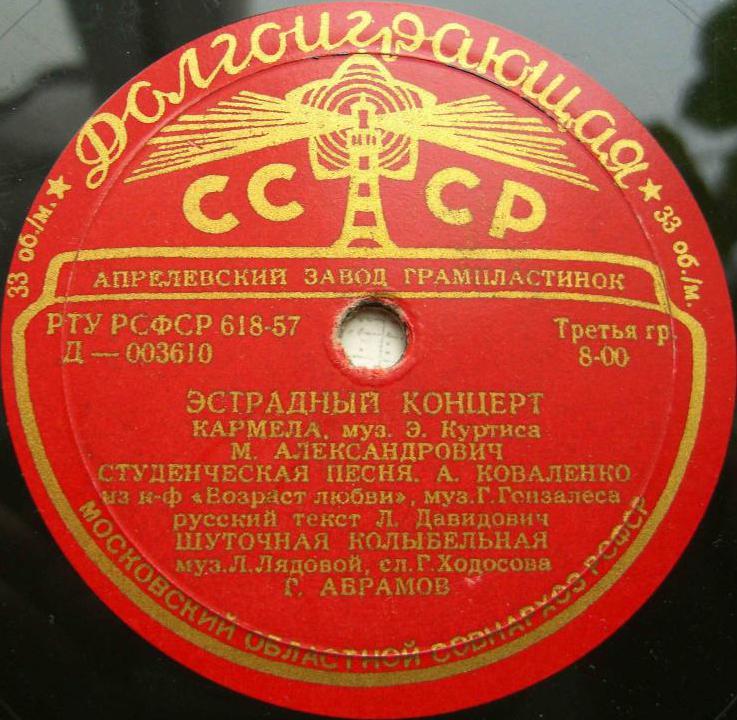 Долгоиграющая
★ 33 об./м.
★ 33 об./м.
СССР
АПРЕЛЕВСКИЙ ЗАВОД ГРАМПЛАСТИНОК
РТУ РСФСР 618-57
Д — 003610
Третья гр.
8-00
ЭСТРАДНЫЙ КОНЦЕРТ
КАРМЕЛА, муз. Э. Куртиса
М. АЛЕКСАНДРОВИЧ
СТУДЕНЧЕСКАЯ ПЕСНЯ. А. КОВАЛЕНКО
из к-ф «Возраст любви», муз. Г. Гонзалеса
русский текст Л. Давидович
ШУТОЧНАЯ КОЛЫБЕЛЬНАЯ
муз. Л. Лядовой, сл. Г. Ходосова
Г. АБРАМОВ
МОСКОВСКИЙ ОБЛАСТНОЙ СОВНАРХОЗ РСФСР